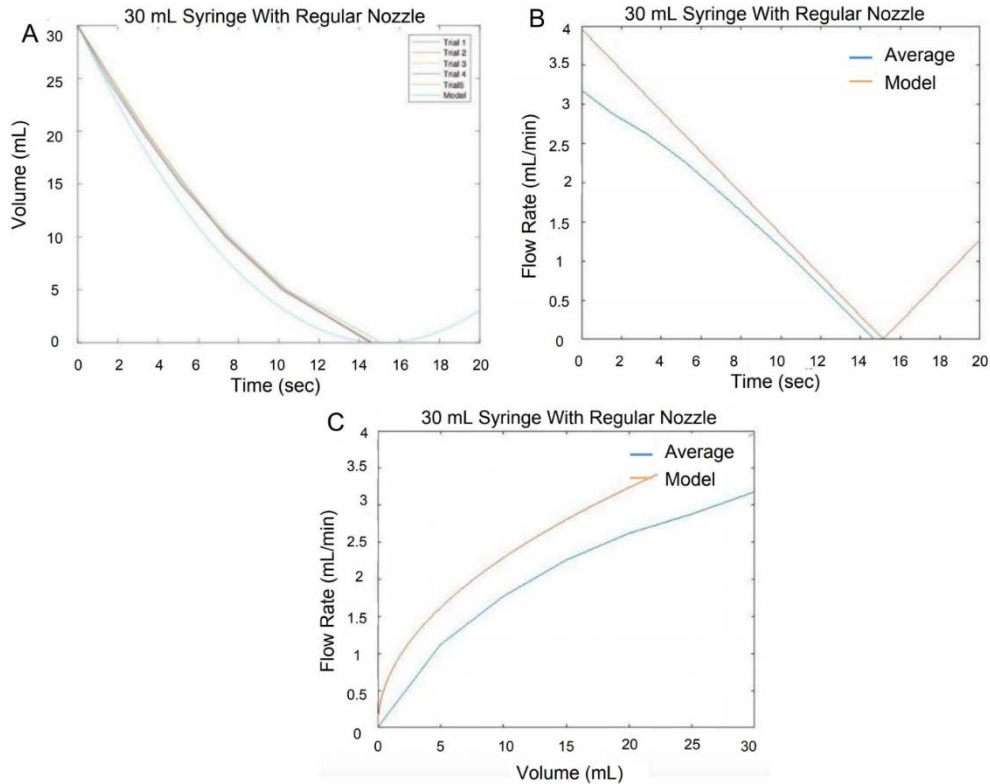 A
30 mL Syringe With Regular Nozzle
30
25
20
15
10
5
0
Volume (mL)
Trial 1
Trial 2
Trial 3
Trial 4
Trial5
Model
0 2 4 6 8 10 12 14 16 18 20
Time (sec)
B
30 mL Syringe With Regular Nozzle
4
3.5
3
2.5
2
1.5
1
0.5
0
Flow Rate (mL/min)
Average
Model
0 2 4 6 8 10 12 14 16 18 20
Time (sec)
C
30 mL Syringe With Regular Nozzle
4
3.5
3
2.5
2
1.5
1
0.5
0
Flow Rate (mL/min)
Average
Model
0 5 10 15 20 25 30
Volume (mL)